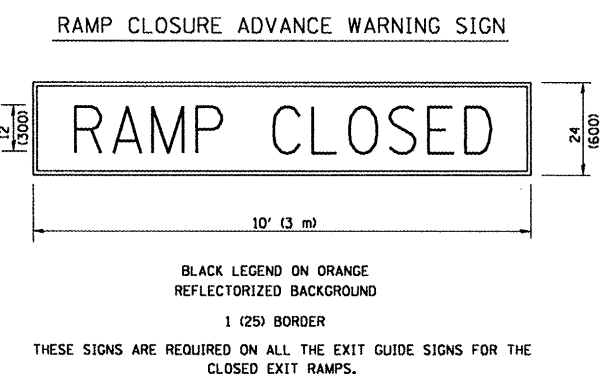 RAMP CLOSURE ADVANCE WARNING SIGN
RAMP CLOSED
12
(300)
24
(600)
10' (3 m)
BLACK LEGEND ON ORANGE
REFLECTORIZED BACKGROUND
1 (25) BORDER
THESE SIGNS ARE REQUIRED ON ALL THE EXIT GUIDE SIGNS FOR THE
CLOSED EXIT RAMPS.